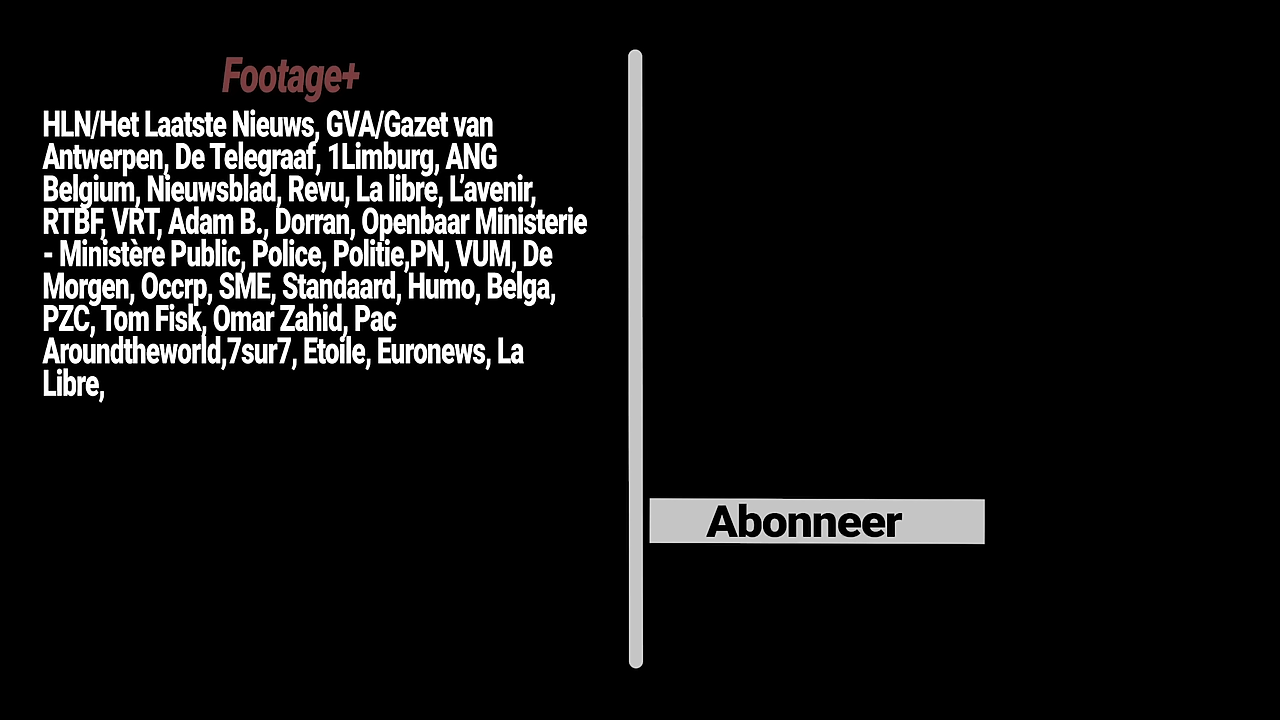 Footage+
HLN/Het Laatste Nieuws, GVA/Gazet van
Antwerpen, De Telegraaf, 1Limburg, ANG
Belgium, Nieuwsblad, Revu, La libre, L’avenir,
RTBF, VRT, Adam B., Dorran, Openbaar Ministerie
- Ministère Public, Police, Politie,PN, VUM, De
Morgen, Occrp, SME, Standaard, Humo, Belga,
PZC, Tom Fisk, Omar Zahid, Pac
Aroundtheworld,7sur7, Etoile, Euronews, La
Libre,
Abonneer